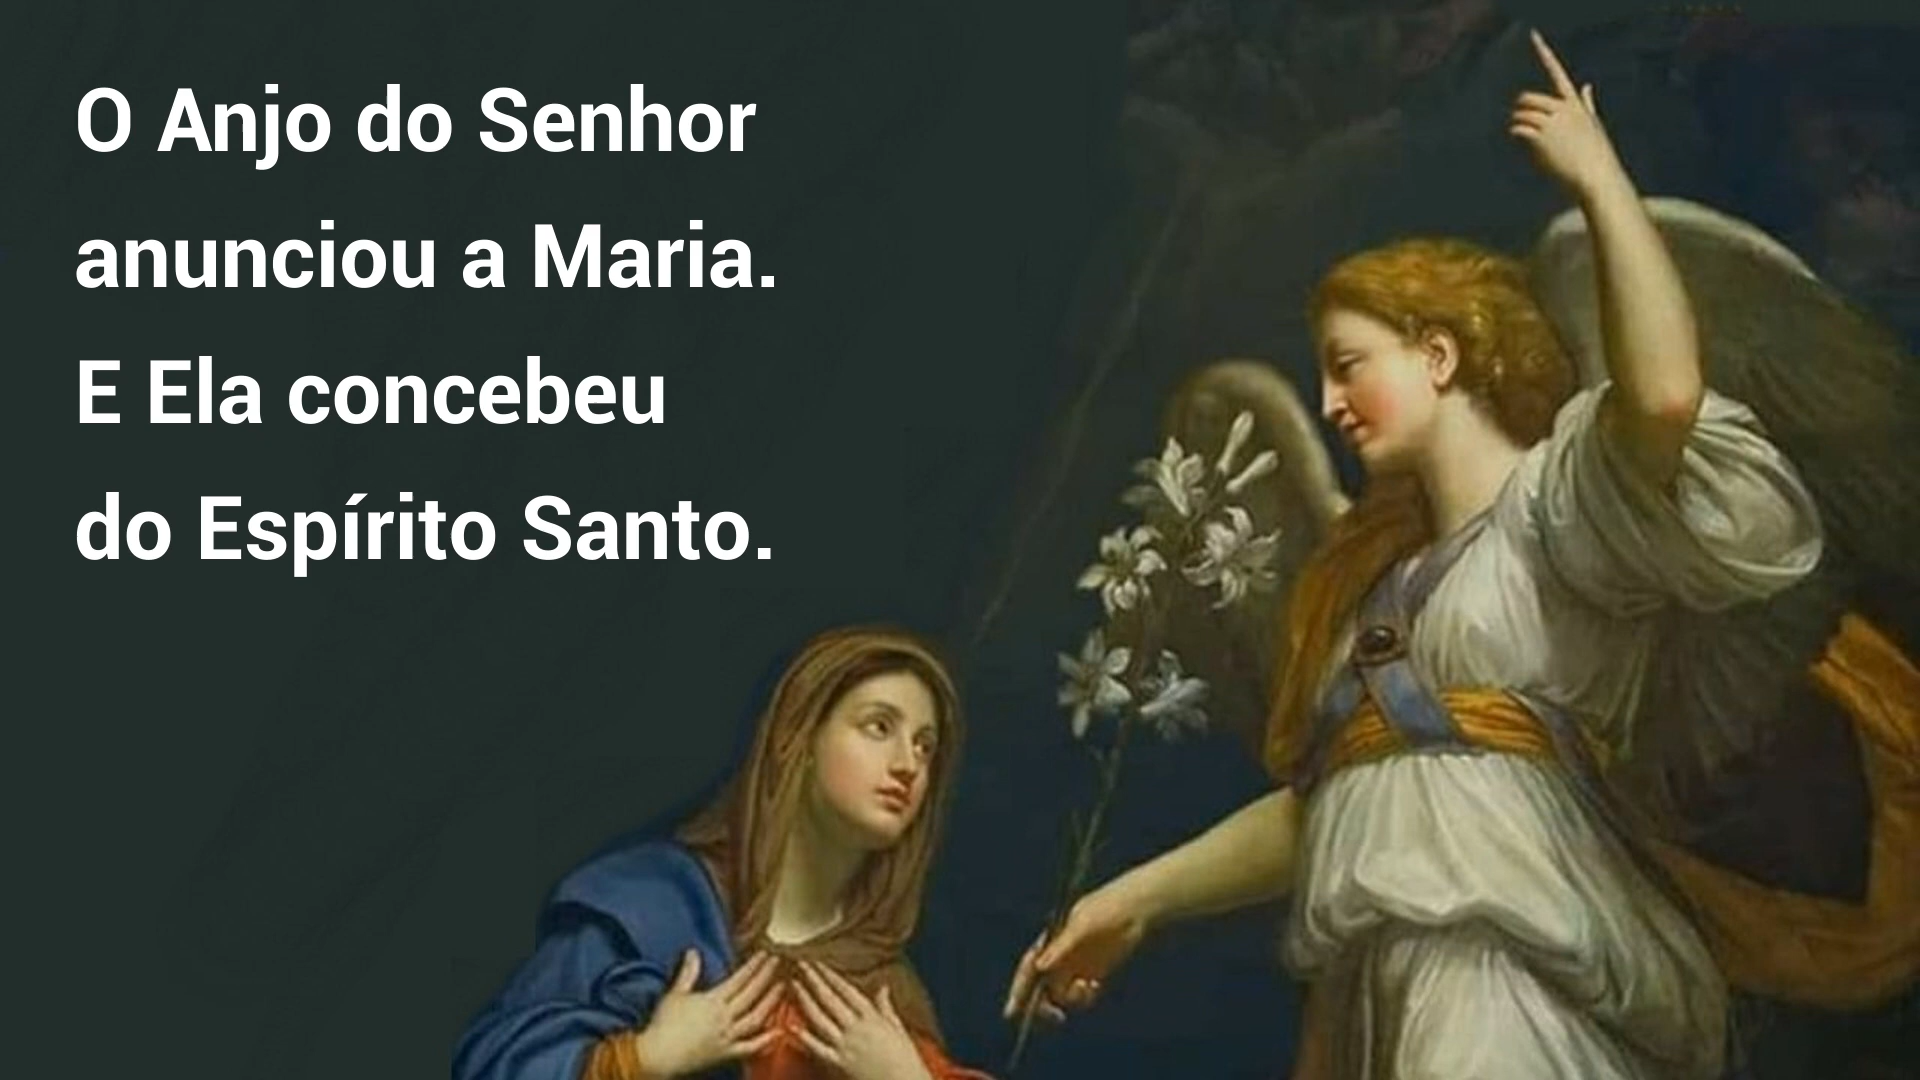 O Anjo do Senhor
anunciou a Maria.
E Ela concebeu
do Espírito Santo.